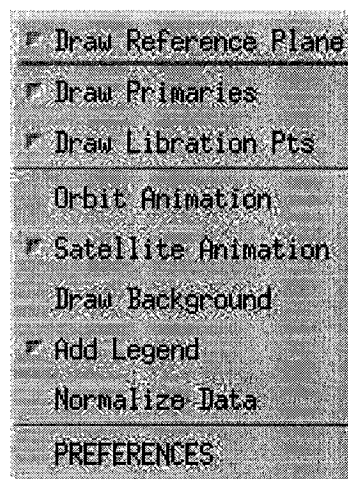 Draw Reference Plane
Draw Primaries
Draw Libration Pts
Orbit Animation
Satellite Animation
Draw Background
Add Legend
Normalize Data
PREFERENCES